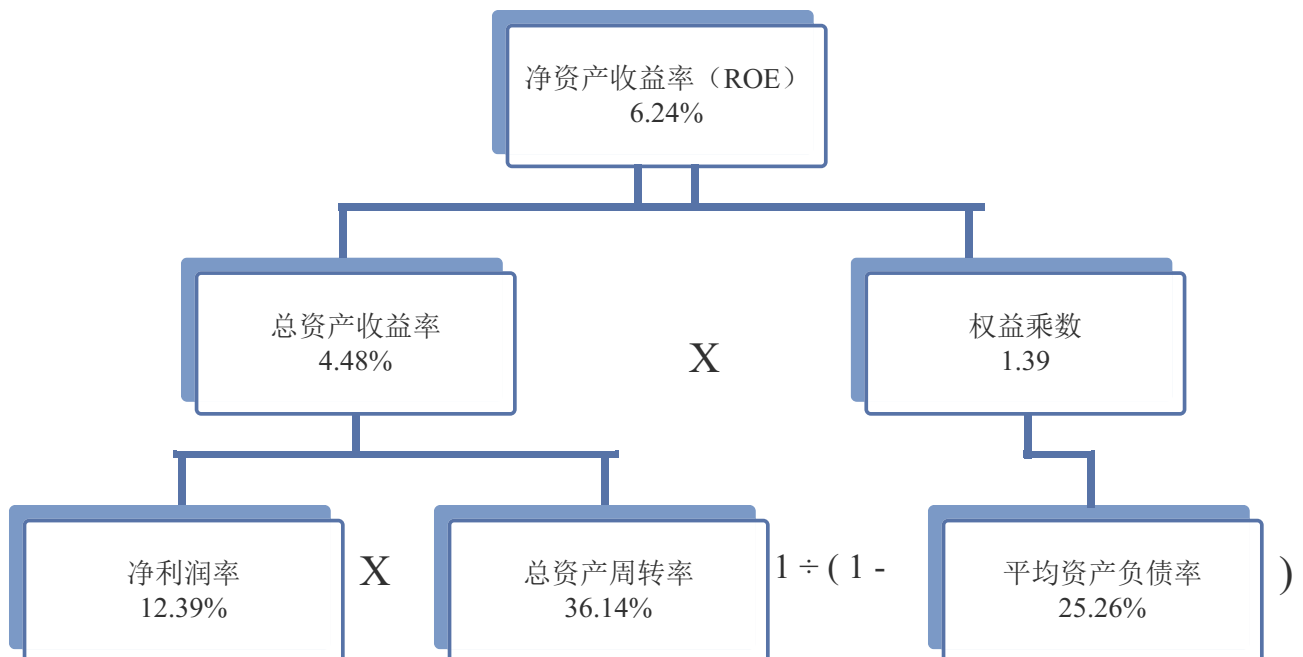 净资产收益率（ROE）
6.24%
总资产收益率
4.48%
X
权益乘数
1.39
净利润率
12.39%
X
总资产周转率
36.14%
1 ÷ ( 1 -
平均资产负债率
25.26%
)